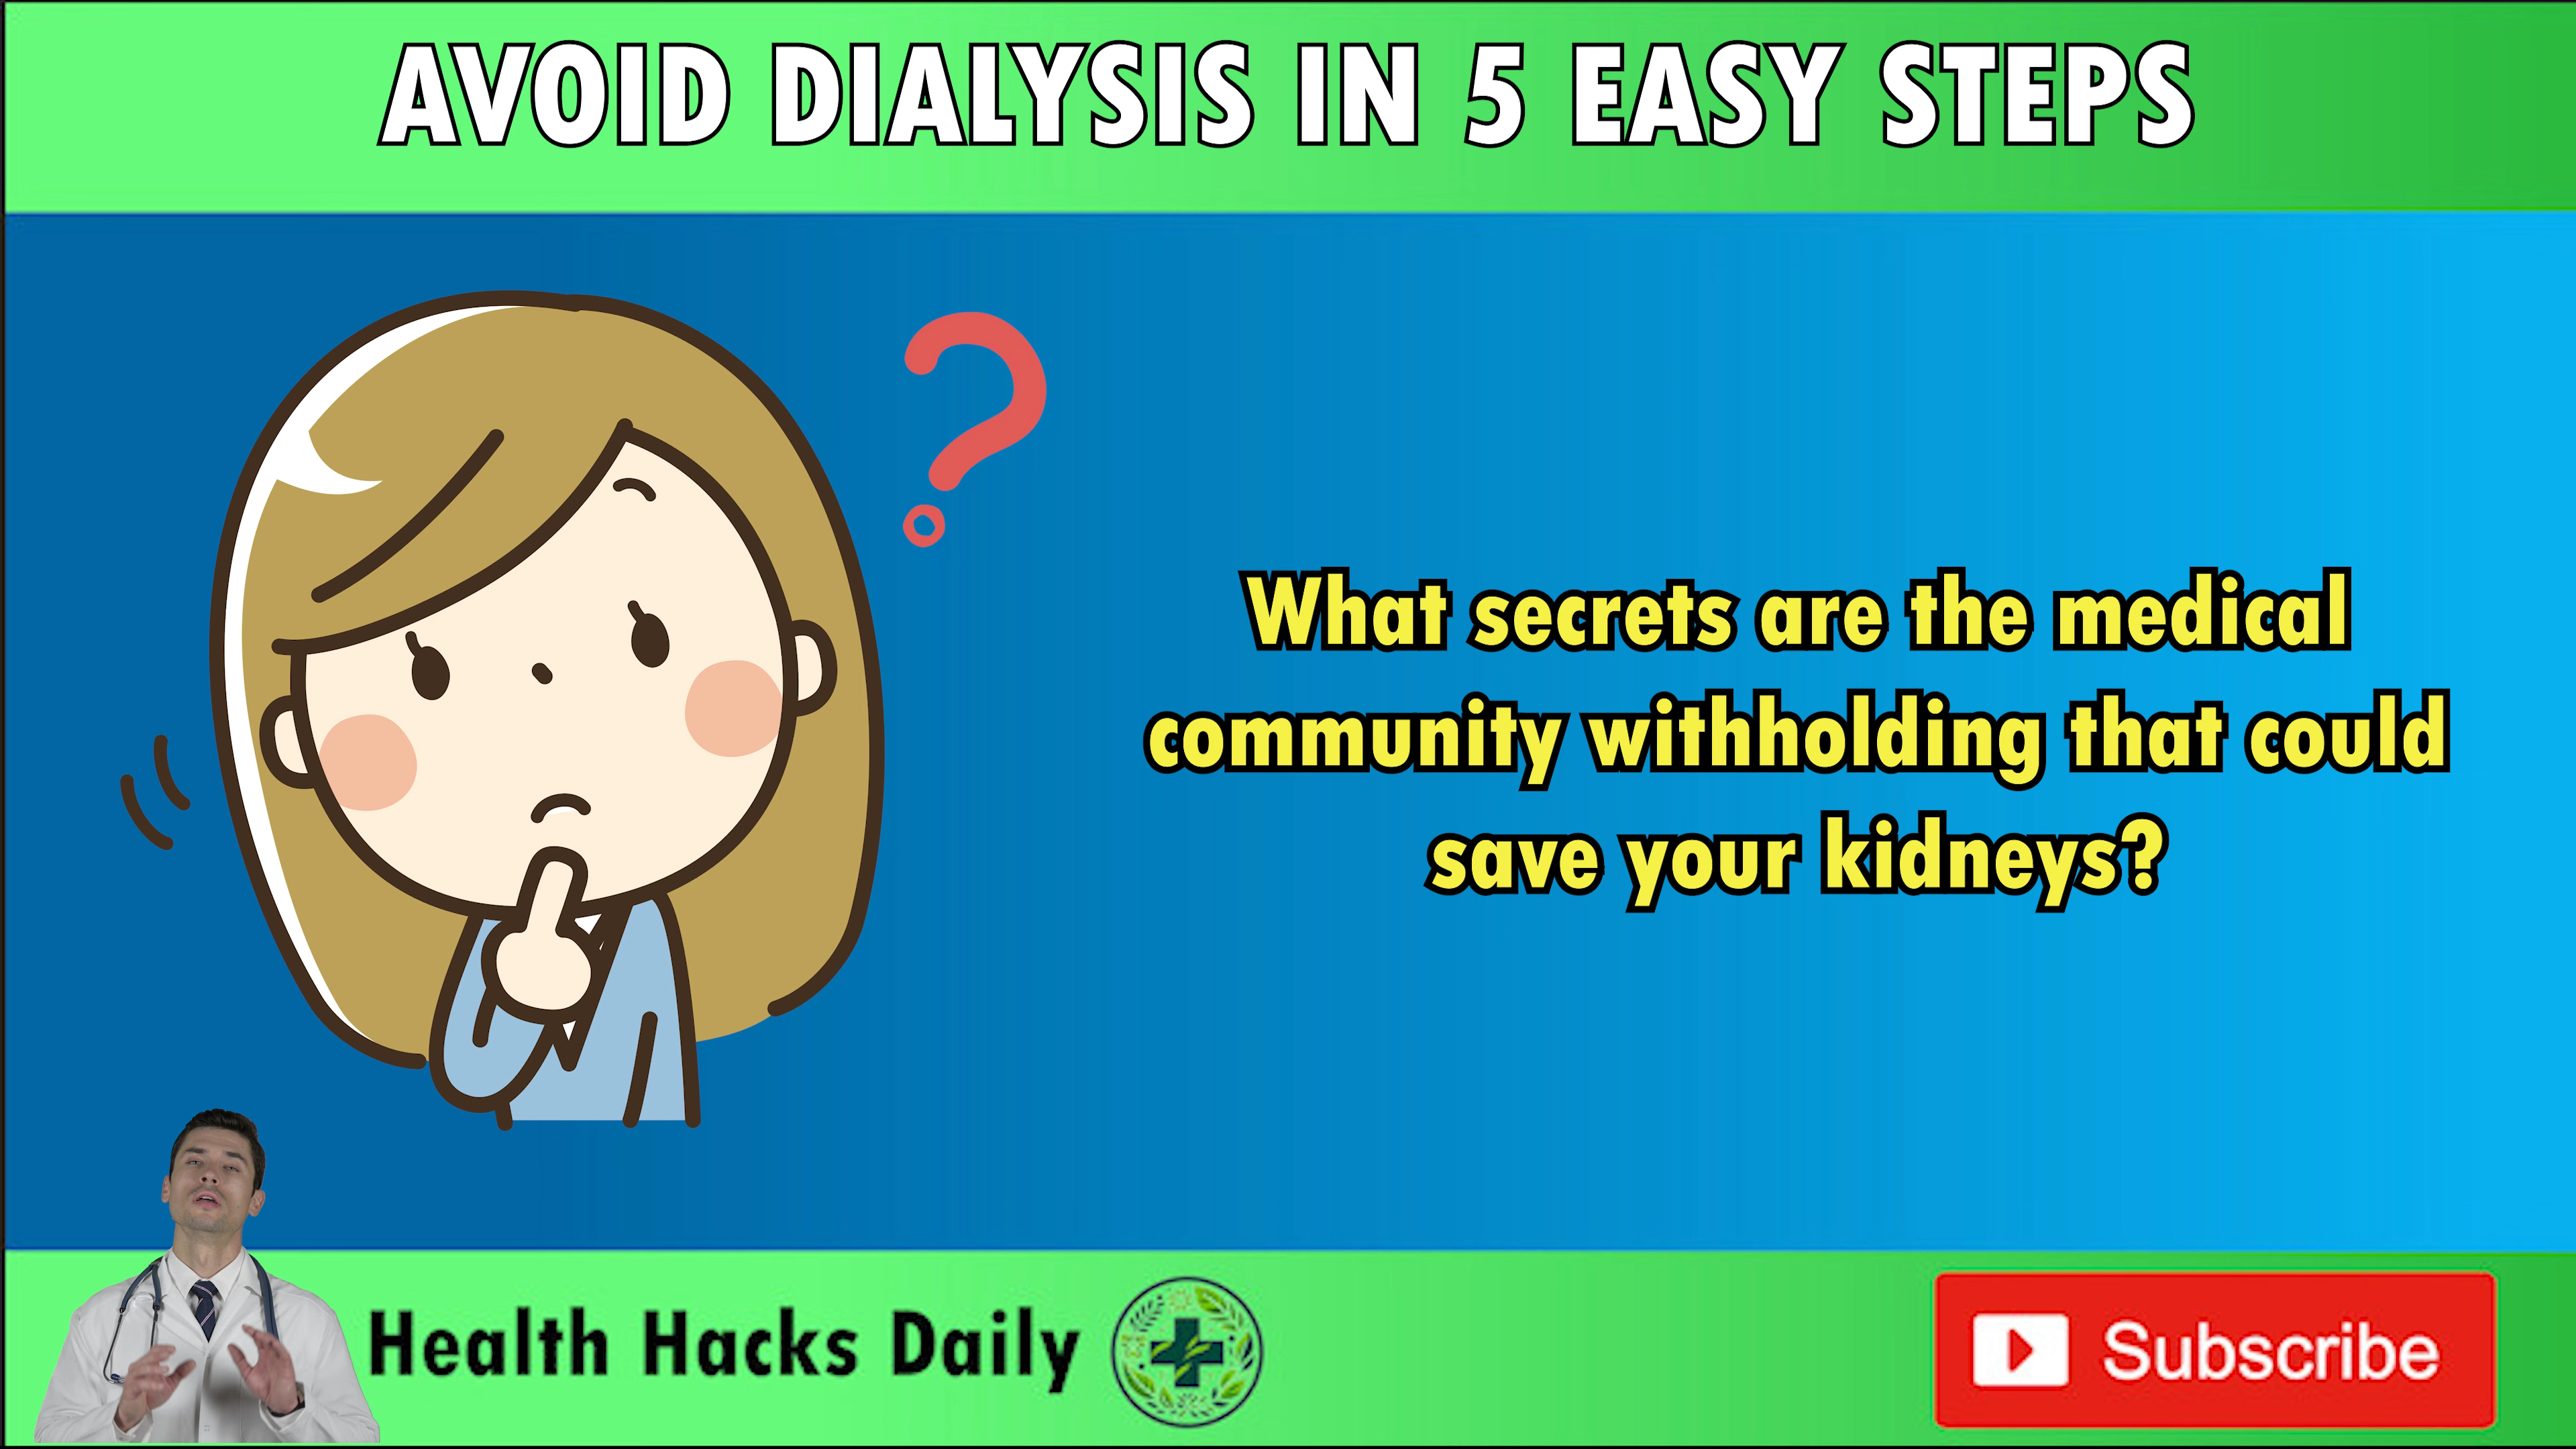 AVOID DIALYSIS IN 5 EASY STEPS
What secrets are the medical
community withholding that could
save your kidneys?
Health Hacks Daily
Subscribe